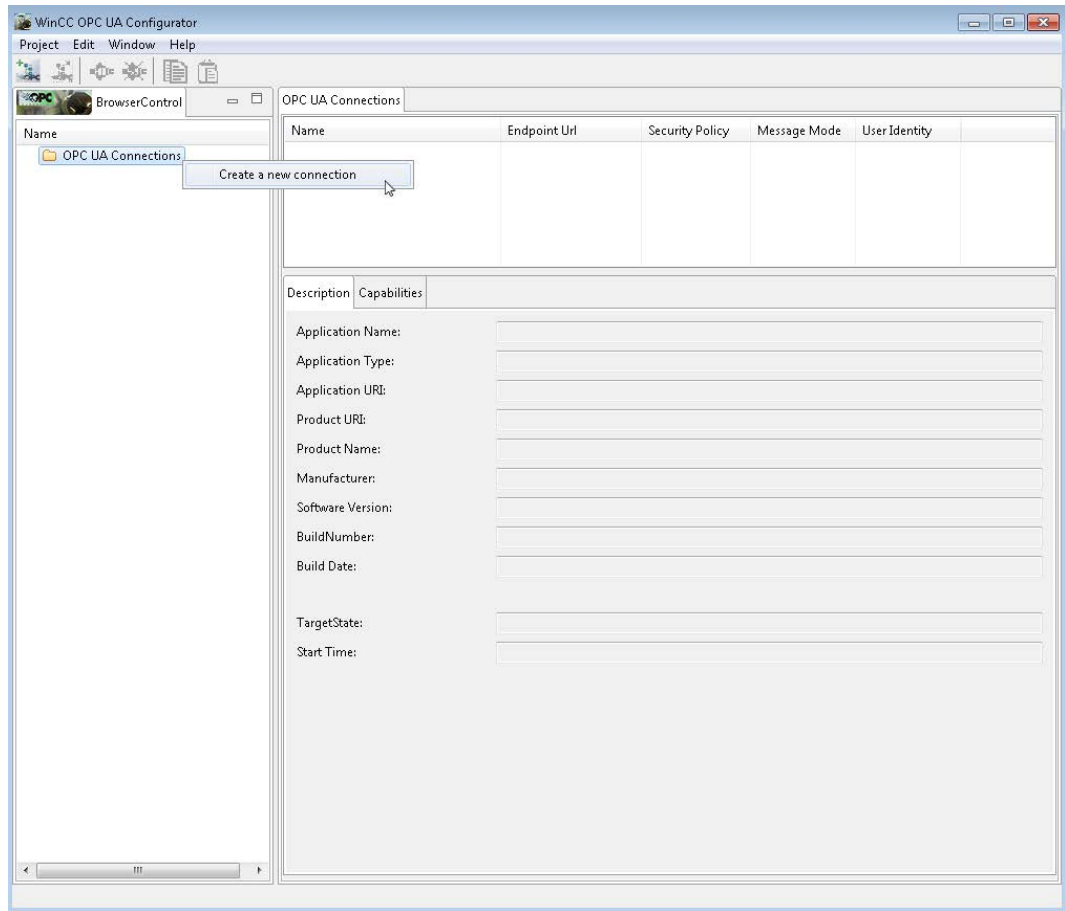 WinCC OPC UA Configurator
Project Edit Window Help
OPC BrowserControl
Name
OPC UA Connections
Create a new connection
OPC UA Connections
Name Endpoint Url Security Policy Message Mode User Identity
Description Capabilities
Application Name:
Application Type:
Application URI:
Product URI:
Product Name:
Manufacturer:
Software Version:
BuildNumber:
Build Date:
TargetState:
Start Time: